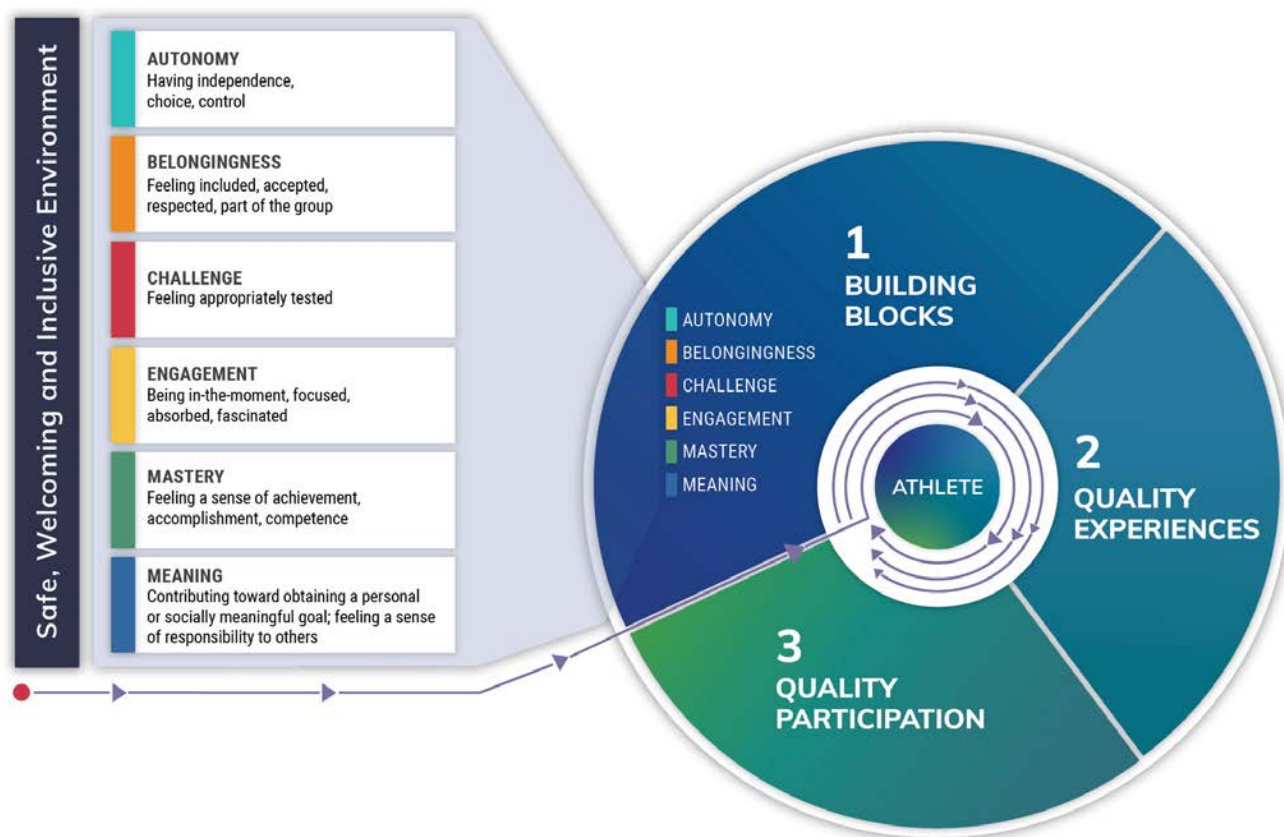 Safe, Welcoming and Inclusive Environment
AUTONOMY
Having independence,
choice, control
BELONGINGNESS
Feeling included, accepted,
respected, part of the group
CHALLENGE
Feeling appropriately tested
ENGAGEMENT
Being in-the-moment, focused,
absorbed, fascinated
MASTERY
Feeling a sense of achievement,
accomplishment, competence
MEANING
Contributing toward obtaining a personal
or socially meaningful goal; feeling a sense
of responsibility to others
1
BUILDING
BLOCKS
AUTONOMY
BELONGINGNESS
CHALLENGE
ENGAGEMENT
MASTERY
MEANING
ATHLETE
2
QUALITY
EXPERIENCES
3
QUALITY
PARTICIPATION